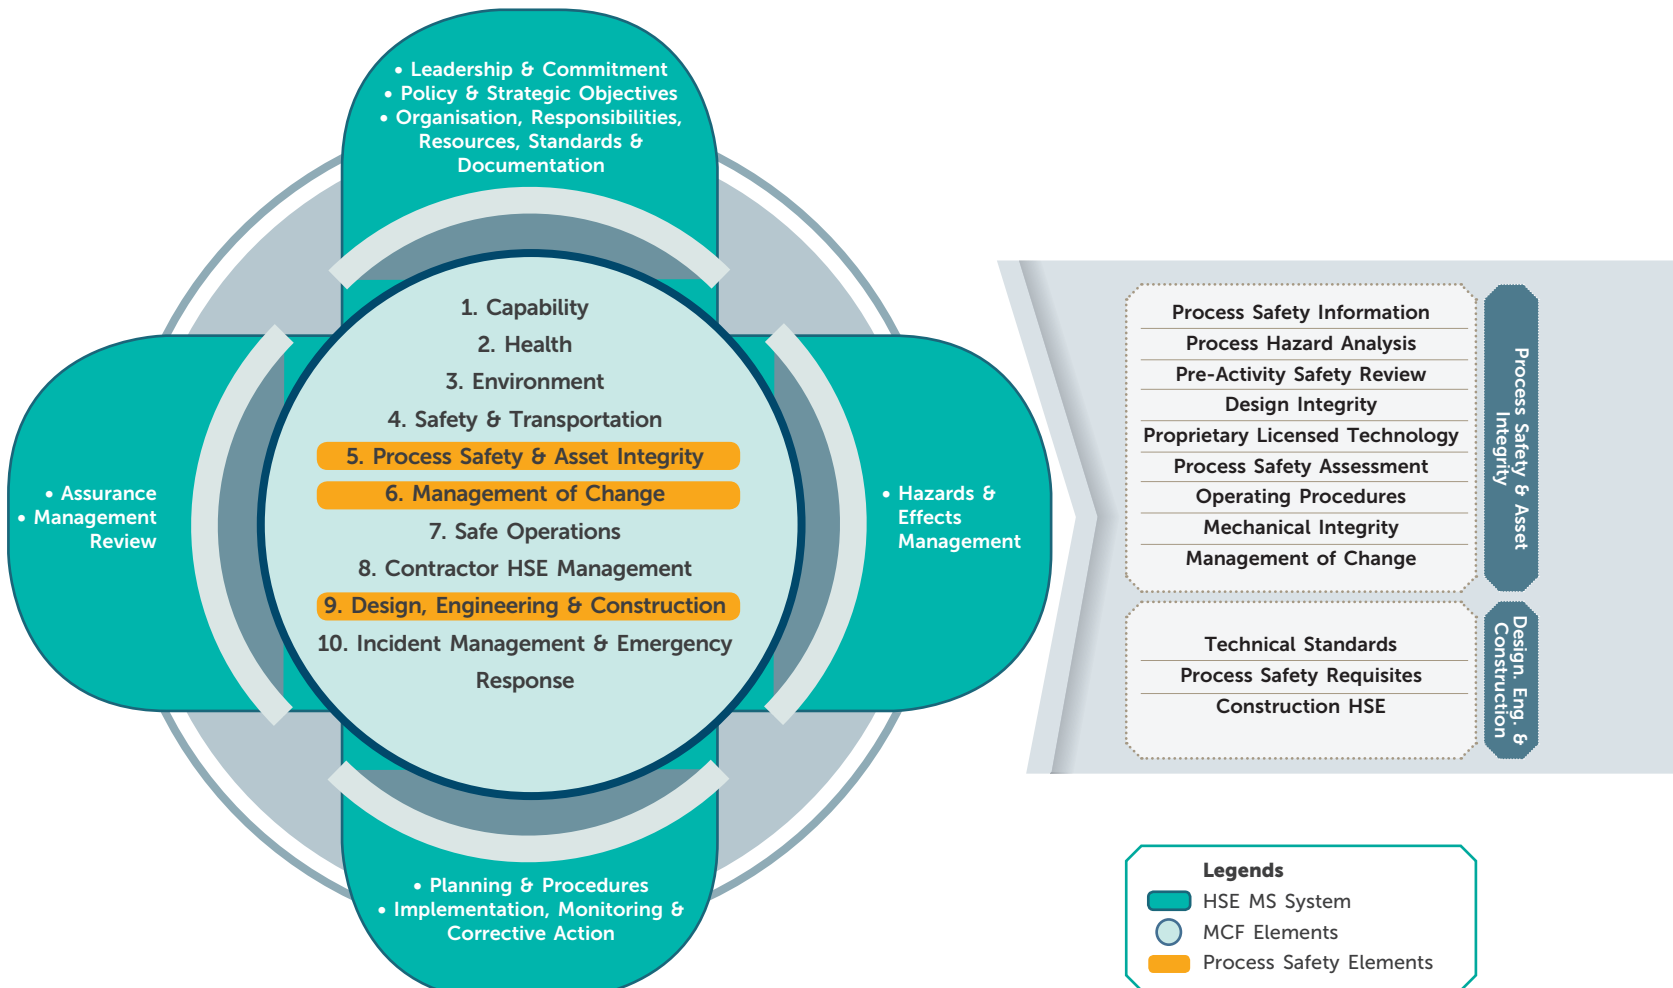 • Leadership & Commitment
• Policy & Strategic Objectives
• Organisation, Responsibilities,
Resources, Standards &
Documentation
• Assurance
• Management
Review
1. Capability
2. Health
3. Environment
4. Safety & Transportation
5. Process Safety & Asset Integrity
6. Management of Change
7. Safe Operations
8. Contractor HSE Management
9. Design, Engineering & Construction
10. Incident Management & Emergency
Response
• Hazards &
Effects
Management
• Planning & Procedures
• Implementation, Monitoring &
Corrective Action
Process Safety Information
Process Hazard Analysis
Pre-Activity Safety Review
Design Integrity
Proprietary Licensed Technology
Process Safety Assessment
Operating Procedures
Mechanical Integrity
Management of Change
Process Safety & Asset
Integrity
Technical Standards
Process Safety Requisites
Construction HSE
Design. Eng. &
Construction
Legends
HSE MS System
MCF Elements
Process Safety Elements